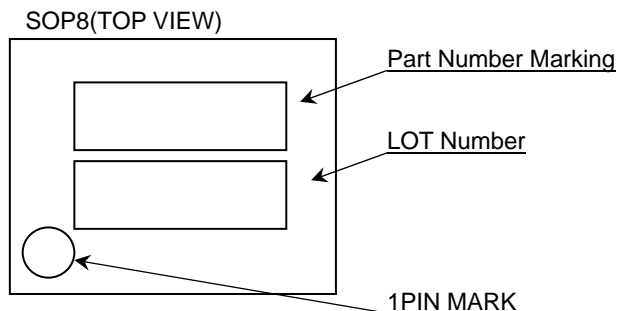 SOP8(TOP VIEW)
Part Number Marking
LOT Number
1PIN MARK